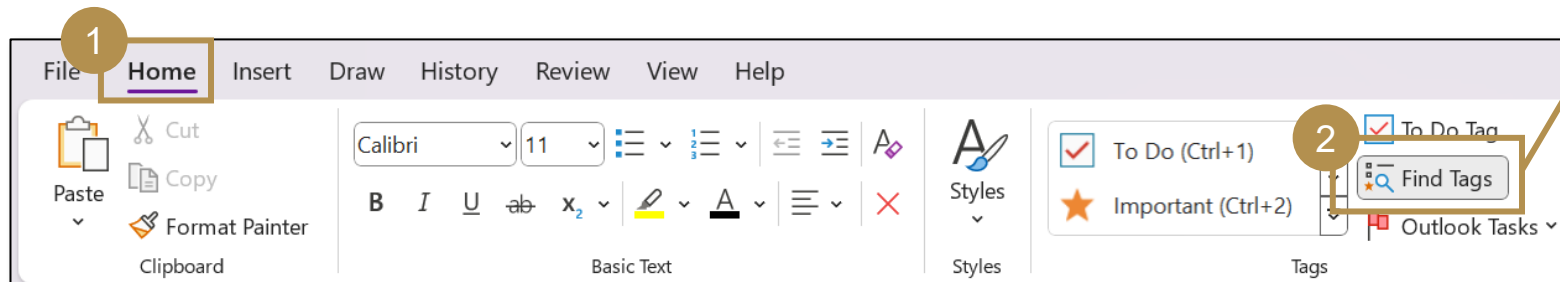 1
File Home Insert Draw History Review View Help
Cut
Copy
Format Painter
Paste
Clipboard
Calibri 11
B I U ab x₂ A
Basic Text
Styles
Styles
To Do (Ctrl+1)
Important (Ctrl+2)
2
To Do Tag
Find Tags
Outlook Tasks
Tags